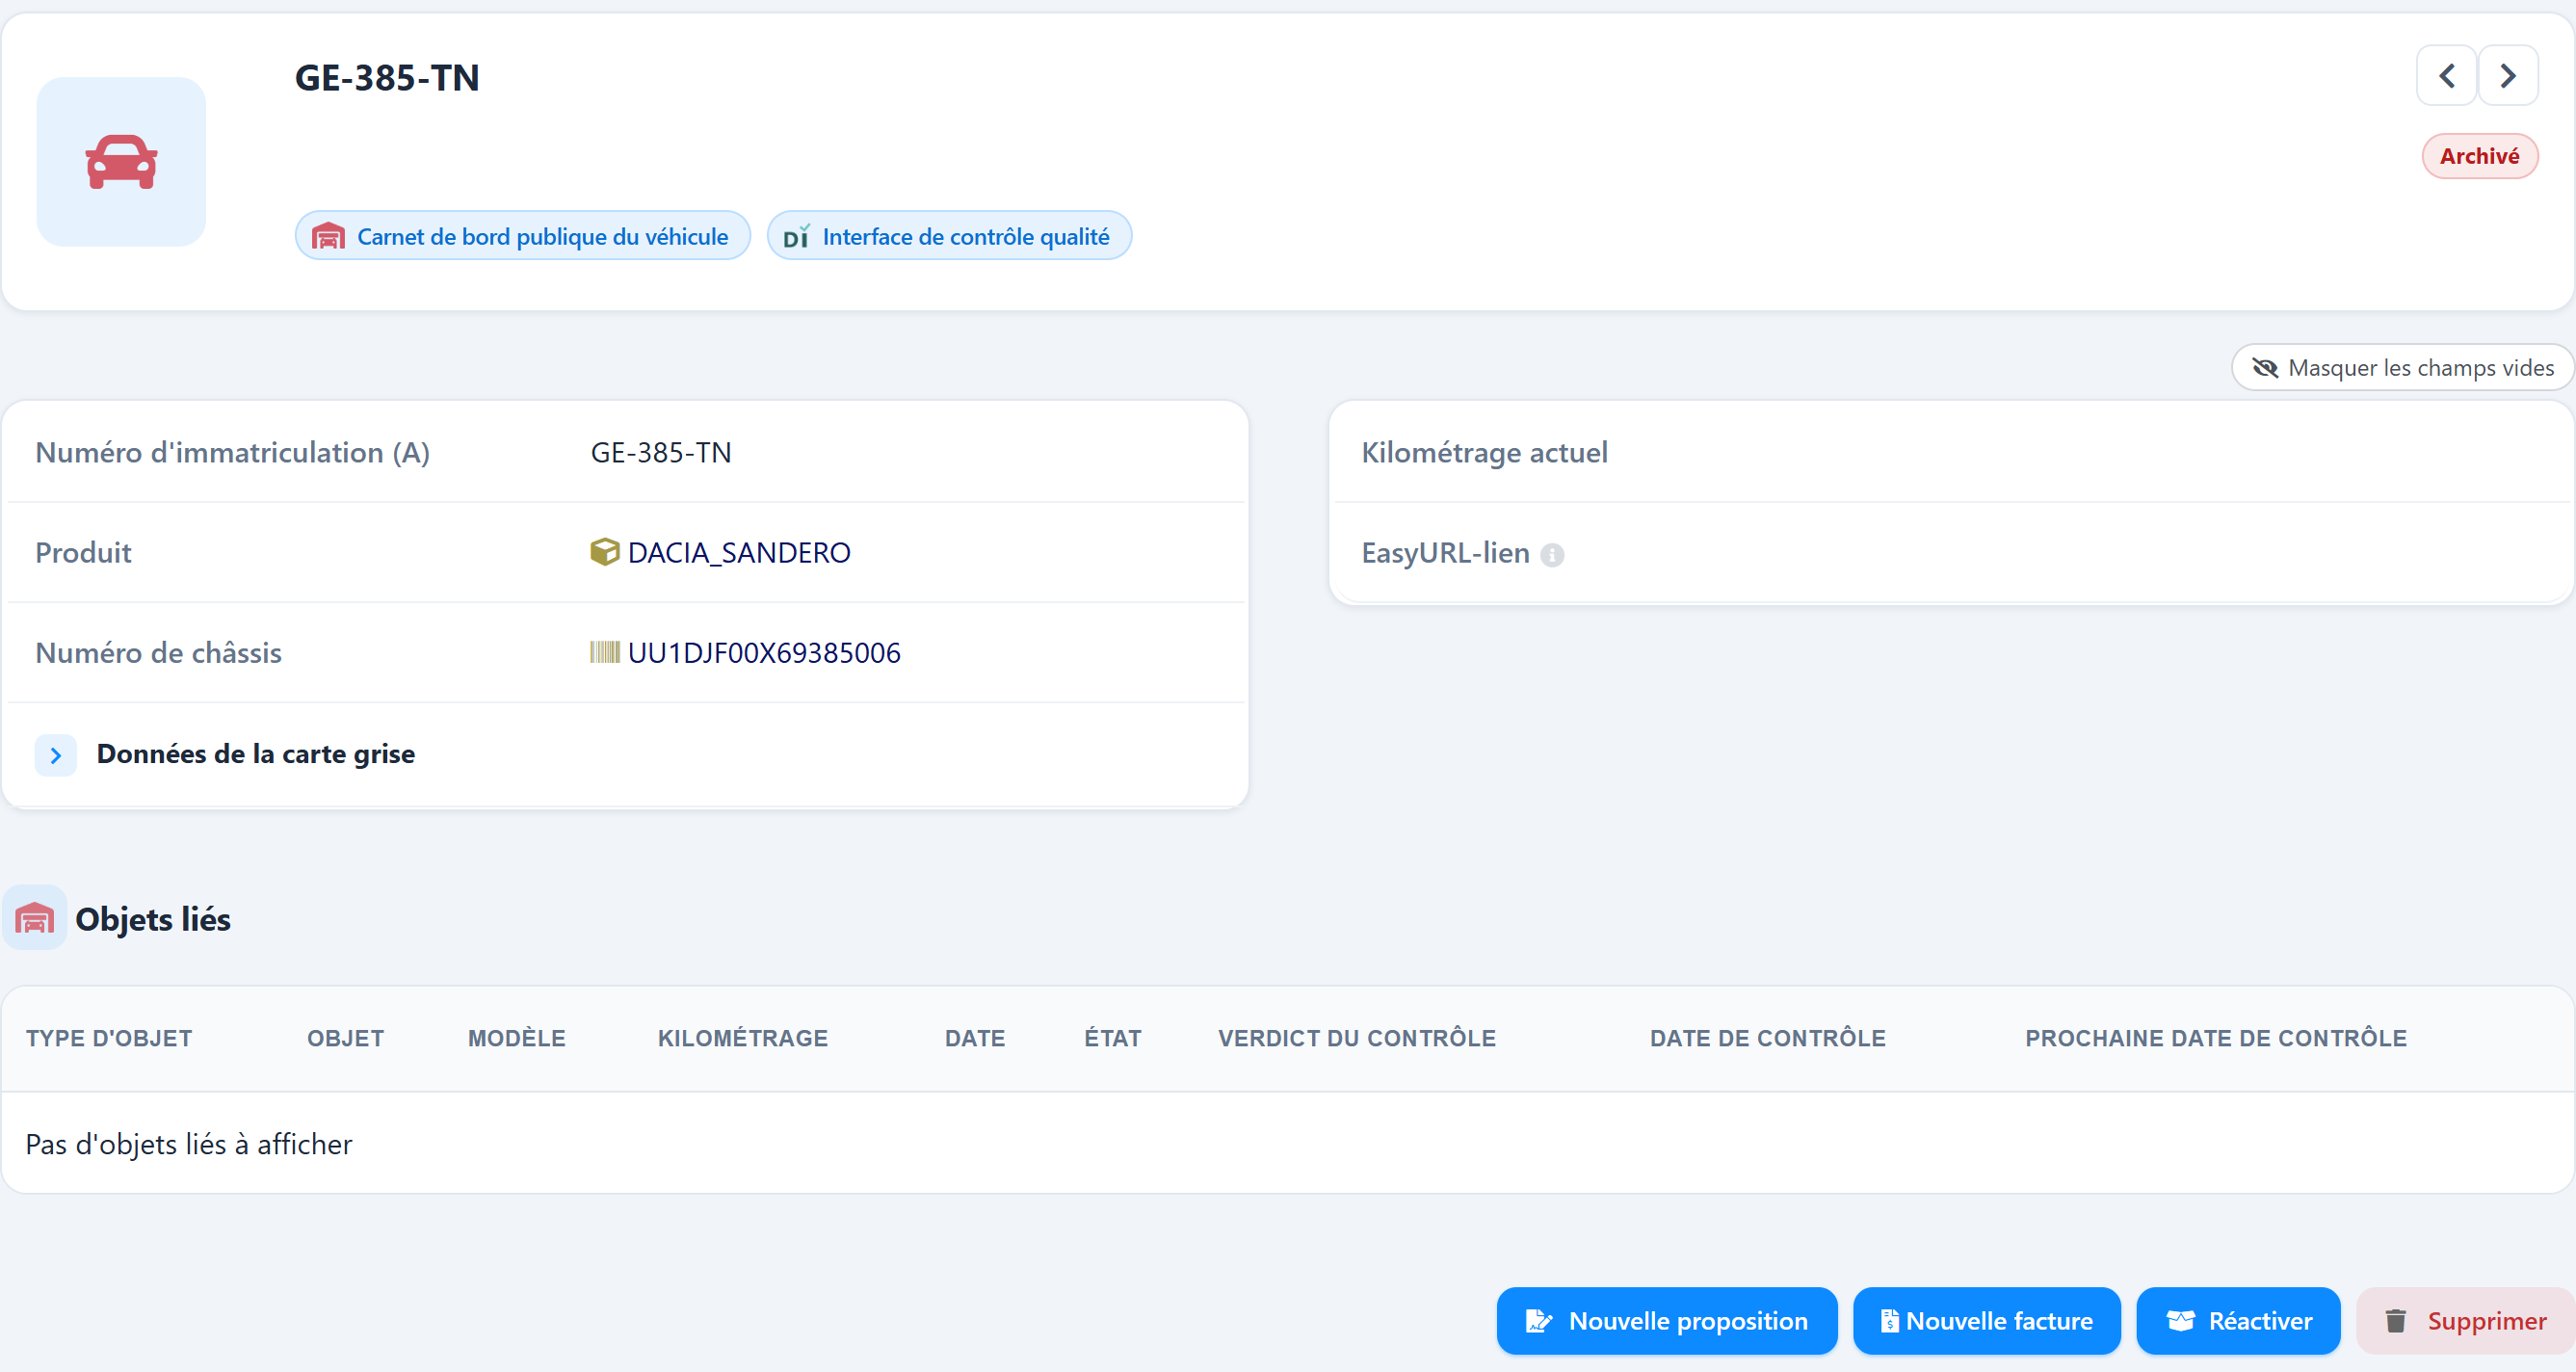 GE-385-TN
Archivé
Carnet de bord publique du véhicule
Di Interface de contrôle qualité
Masquer les champs vides
Numéro d'immatriculation (A) GE-385-TN
Produit DACIA_SANDERO
Numéro de châssis UU1DJF00X69385006
Données de la carte grise
Kilométrage actuel
EasyURL-lien
Objets liés
TYPE D'OBJET OBJET MODÈLE KILOMÉTRAGE DATE ÉTAT VERDICT DU CONTRÔLE DATE DE CONTRÔLE PROCHAINE DATE DE CONTRÔLE
Pas d'objets liés à afficher
Nouvelle proposition Nouvelle facture Réactiver Supprimer